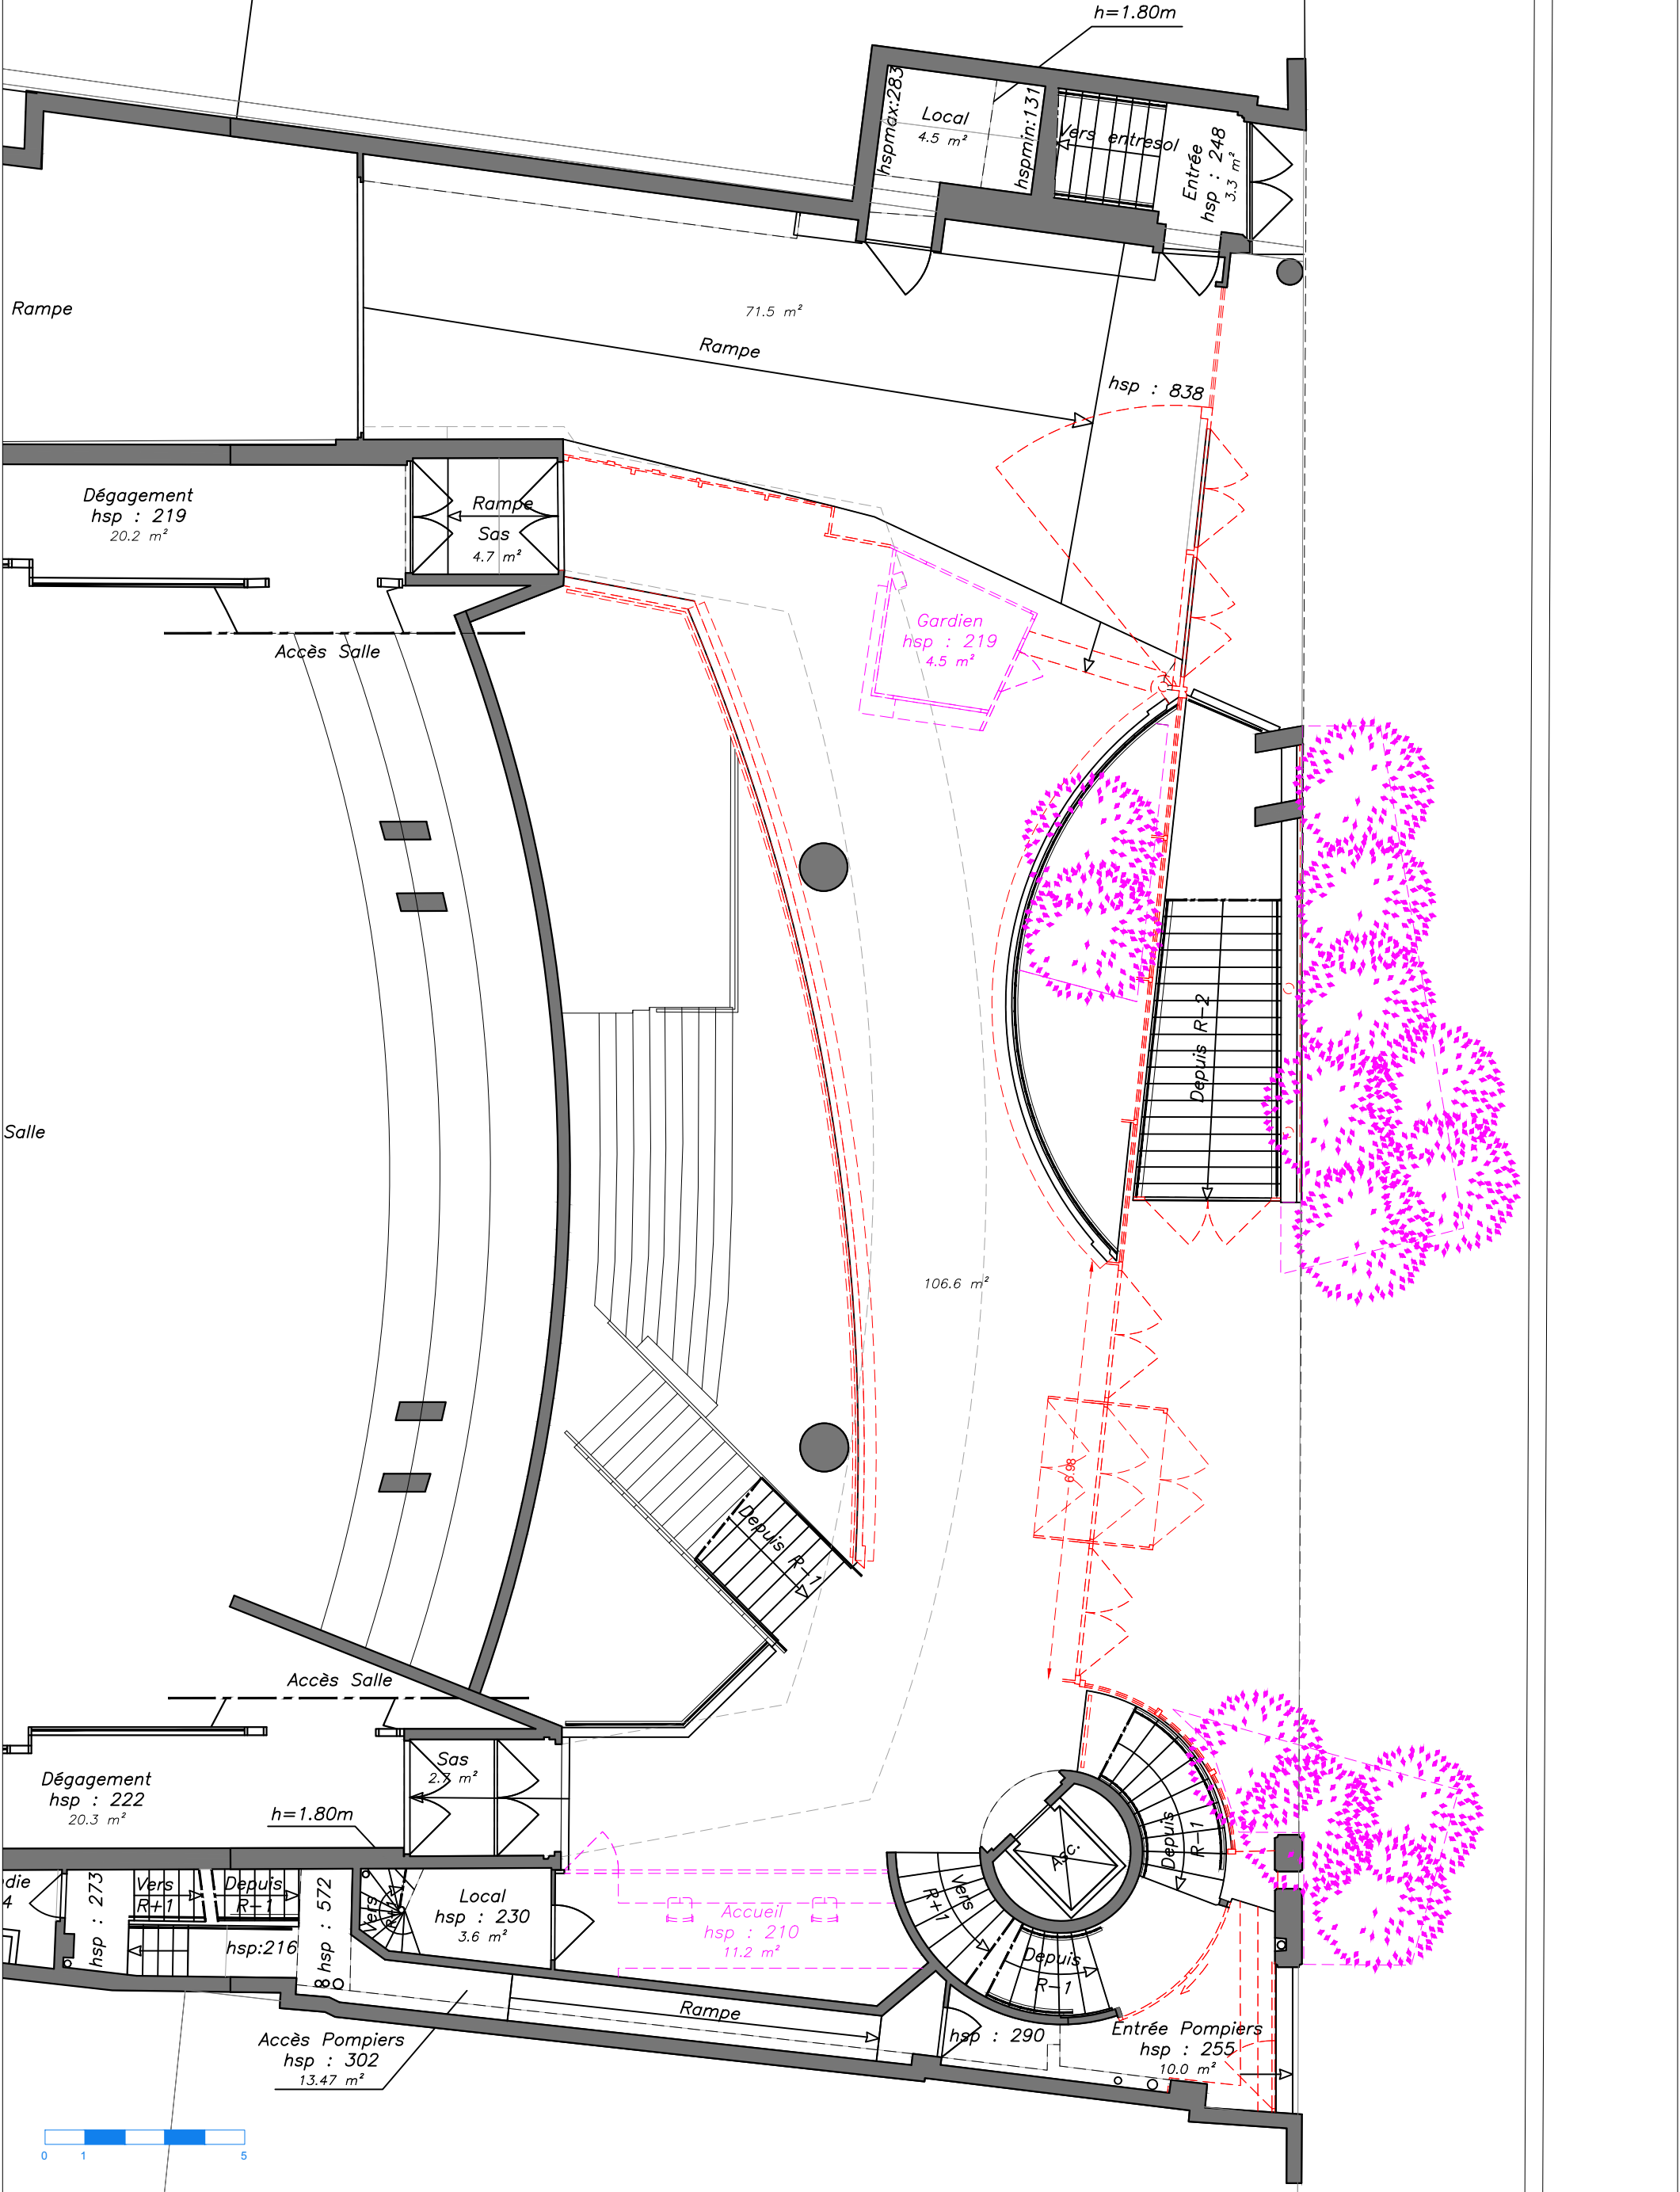 h=1.80m
hspmax:283
Local
4.5 m²
hspmin:131
Vers entresol
Entrée
hsp : 248
3.3 m²
Rampe
71.5 m²
Rampe
hsp : 838
Dégagement
hsp : 219
20.2 m²
Rampe
Sas
4.7 m²
Accès Salle
Gardien
hsp : 219
4.5 m²
Depuis R-2
Salle
106.6 m²
6.98
Depuis R-1
Accès Salle
Dégagement
hsp : 222
20.3 m²
Sas
2.7 m²
h=1.80m
Asc.
Depuis
R-1
Vers
R+1
Depuis
R-1
die
4
hsp : 273
Vers
R+1
Depuis
R-1
hsp:216
hsp : 572
8
Vers
Local
hsp : 230
3.6 m²
Accueil
hsp : 210
11.2 m²
Rampe
hsp : 290
Entrée Pompiers
hsp : 255
10.0 m²
Accès Pompiers
hsp : 302
13.47 m²
0 1 5